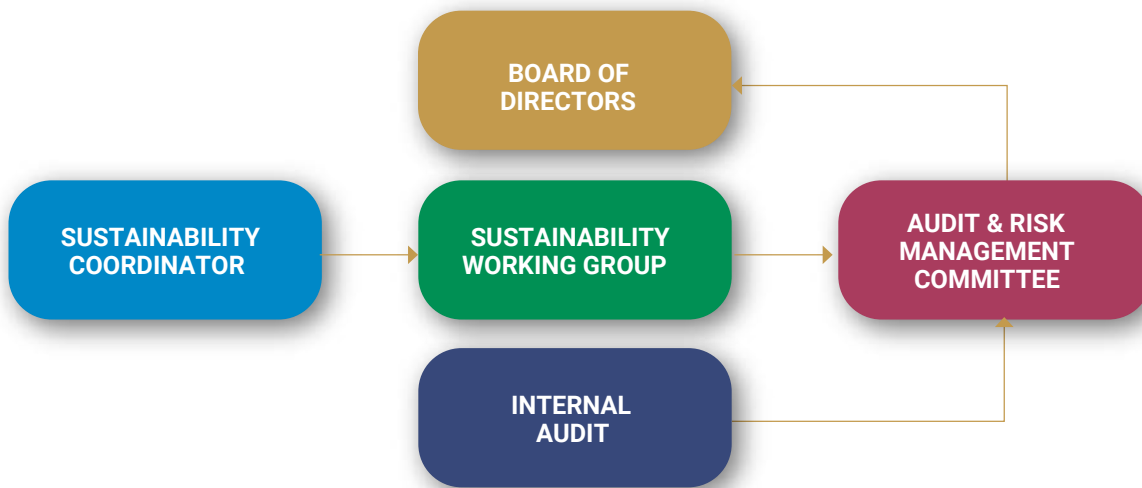 BOARD OF
DIRECTORS
SUSTAINABILITY
COORDINATOR
SUSTAINABILITY
WORKING GROUP
AUDIT & RISK
MANAGEMENT
COMMITTEE
INTERNAL
AUDIT